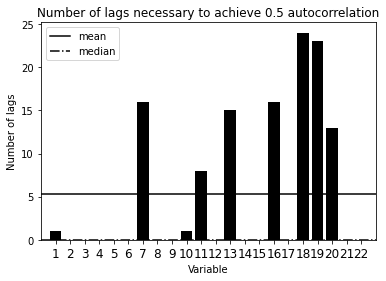 Number of lags necessary to achieve 0.5 autocorrelation
mean
median
25
20
15
10
5
0
Number of lags
1 2 3 4 5 6 7 8 9 10 11 12 13 14 15 16 17 18 19 20 21 22
Variable